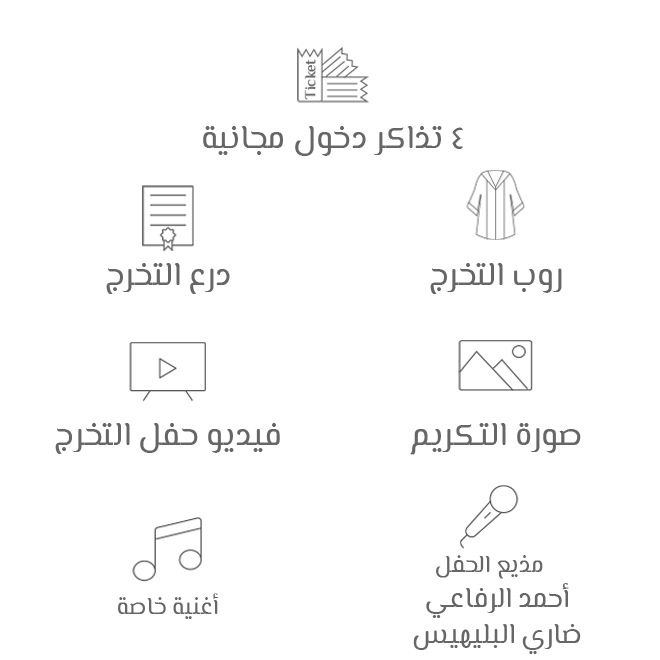 Ticket
٤ تذاكر دخول مجانية
روب التخرج
درع التخرج
صورة التكريم
فيديو حفل التخرج
مذيع الحفل
أحمد الرفاعي
ضاري البليهيس
أغنية خاصة